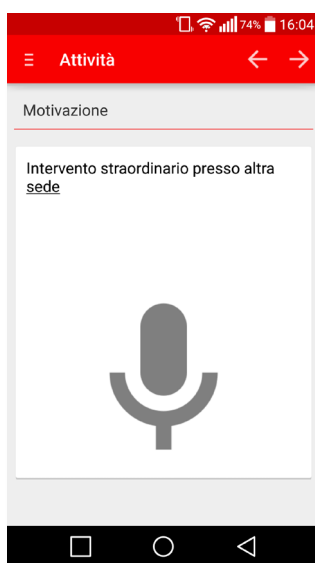 74% 16:04
Attività
Motivazione
Intervento straordinario presso altra
sede